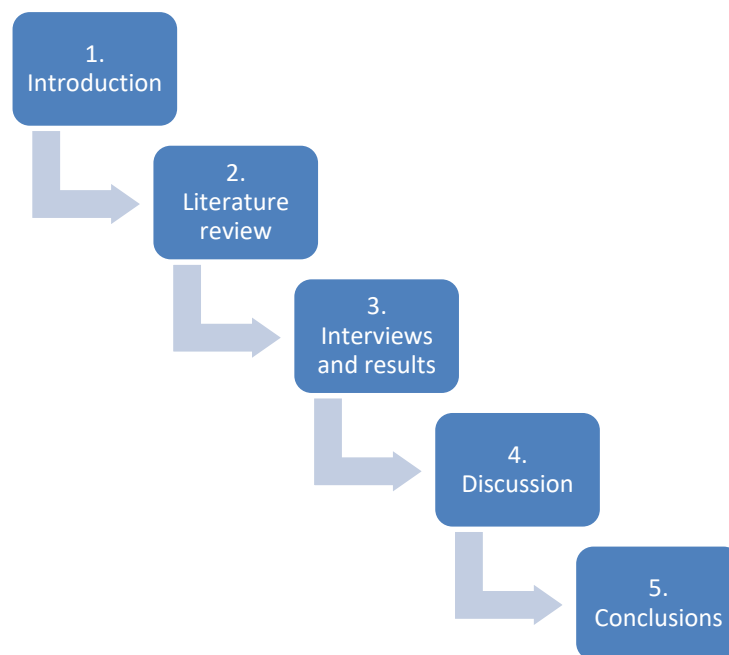 1.
Introduction
2.
Literature
review
3.
Interviews
and results
4.
Discussion
5.
Conclusions